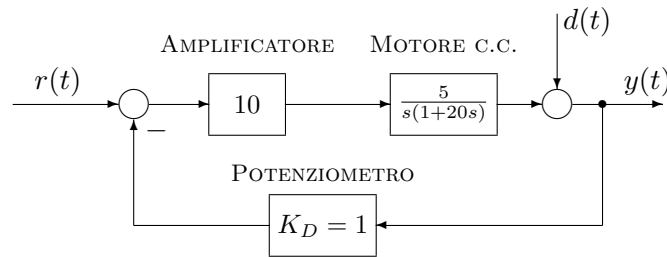 d(t)
AMPLIFICATORE MOTORE C.C.
r(t) 10 5/s(1+20s) y(t)
−
POTENZIOMETRO
K_D = 1